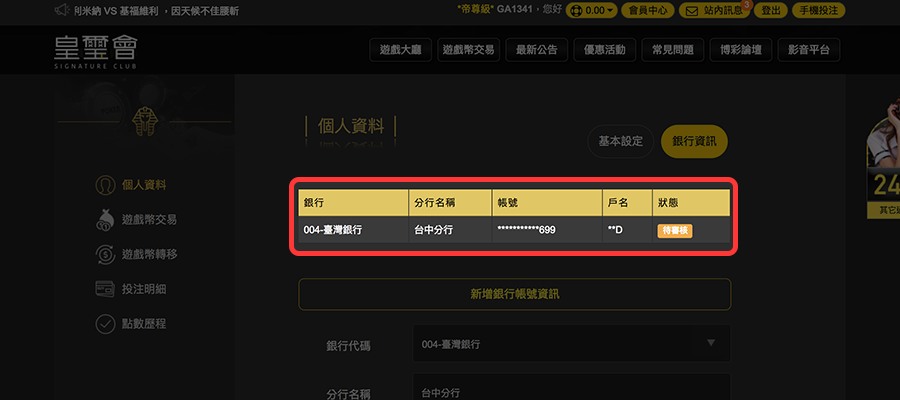 利米納 VS 基福維利 ，因天候不佳腰斬
*帝尊級* GA1341，您好
0.00
會員中心
站內訊息
3
登出
手機投注
皇璽會
SIGNATURE CLUB
遊戲大廳
遊戲幣交易
最新公告
優惠活動
常見問題
博彩論壇
影音平台
個人資料
基本設定
銀行資訊
個人資料
遊戲幣交易
遊戲幣轉移
投注明細
點數歷程
銀行 分行名稱 帳號 戶名 狀態
004-臺灣銀行 台中分行 ***********699 **D 待審核
新增銀行帳號資訊
銀行代碼 004-臺灣銀行
分行名稱 台中分行
24